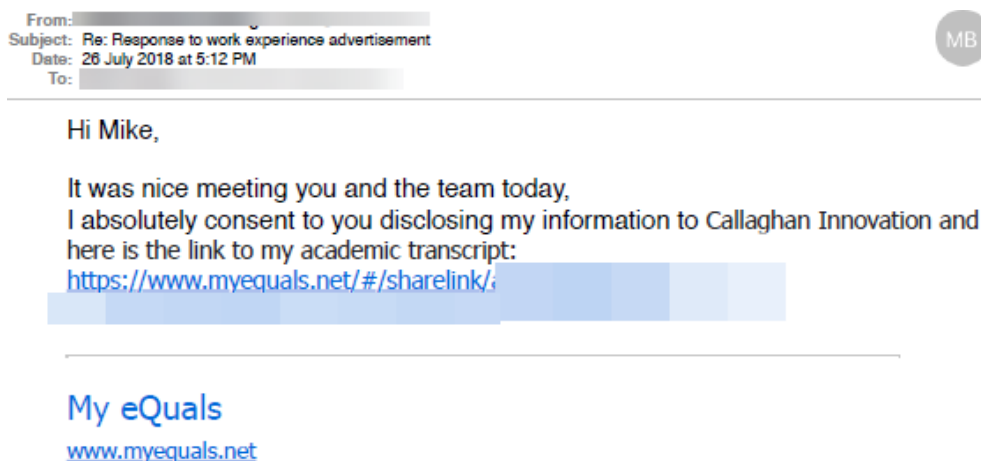 From:
Subject: Re: Response to work experience advertisement
Date: 26 July 2018 at 5:12 PM
To:
MB
Hi Mike,
It was nice meeting you and the team today,
I absolutely consent to you disclosing my information to Callaghan Innovation and
here is the link to my academic transcript:
https://www.myequals.net/#/sharelink/
My eQuals
www.myequals.net